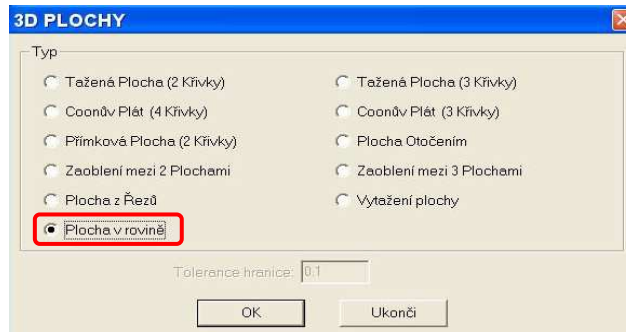 3D PLOCHY
Typ
Tažená Plocha (2 Křivky)
Tažená Plocha (3 Křivky)
Coonův Plát (4 Křivky)
Coonův Plát (3 Křivky)
Přímková Plocha (2 Křivky)
Plocha Otočením
Zaoblení mezi 2 Plochami
Zaoblení mezi 3 Plochami
Plocha z Řezů
Vytažení plochy
Plocha v rovině
Tolerance hranice: 0.1
OK
Ukonči